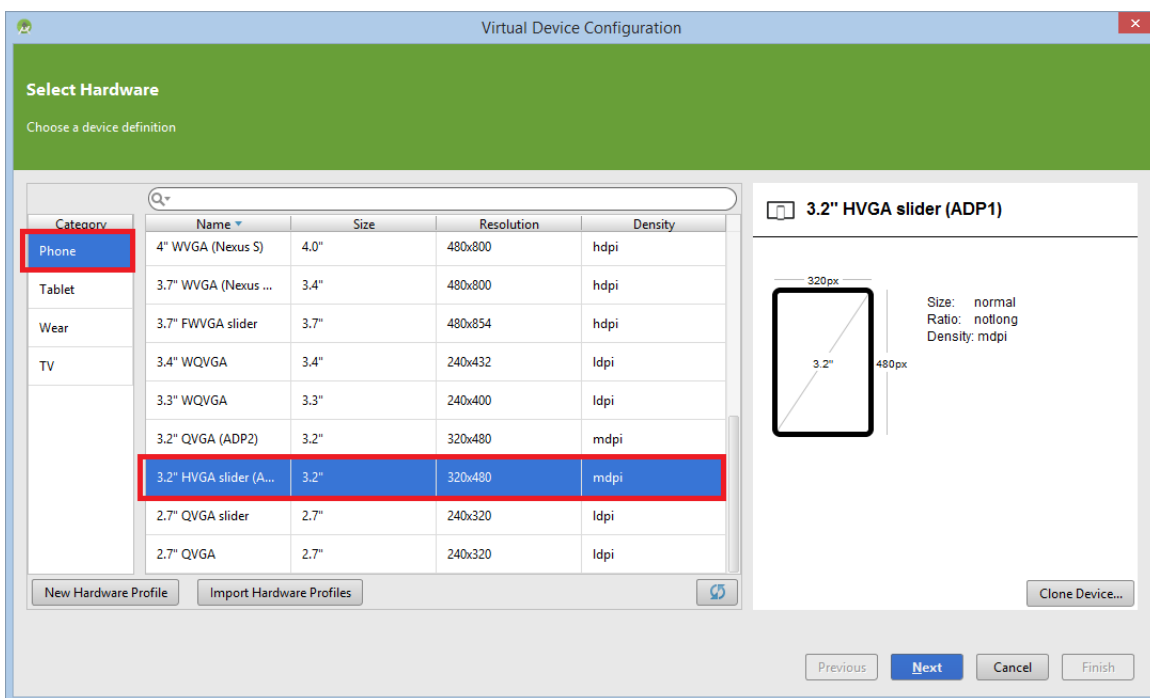 Virtual Device Configuration
Select Hardware
Choose a device definition
Category
Phone
Tablet
Wear
TV
Name Size Resolution Density
4" WVGA (Nexus S) 4.0" 480x800 hdpi
3.7" WVGA (Nexus ... 3.4" 480x800 hdpi
3.7" FWVGA slider 3.7" 480x854 hdpi
3.4" WQVGA 3.4" 240x432 ldpi
3.3" WQVGA 3.3" 240x400 ldpi
3.2" QVGA (ADP2) 3.2" 320x480 mdpi
3.2" HVGA slider (A... 3.2" 320x480 mdpi
2.7" QVGA slider 2.7" 240x320 ldpi
2.7" QVGA 2.7" 240x320 ldpi
New Hardware Profile Import Hardware Profiles
3.2" HVGA slider (ADP1)
320px
3.2"
480px
Size: normal
Ratio: notlong
Density: mdpi
Clone Device...
Previous Next Cancel Finish